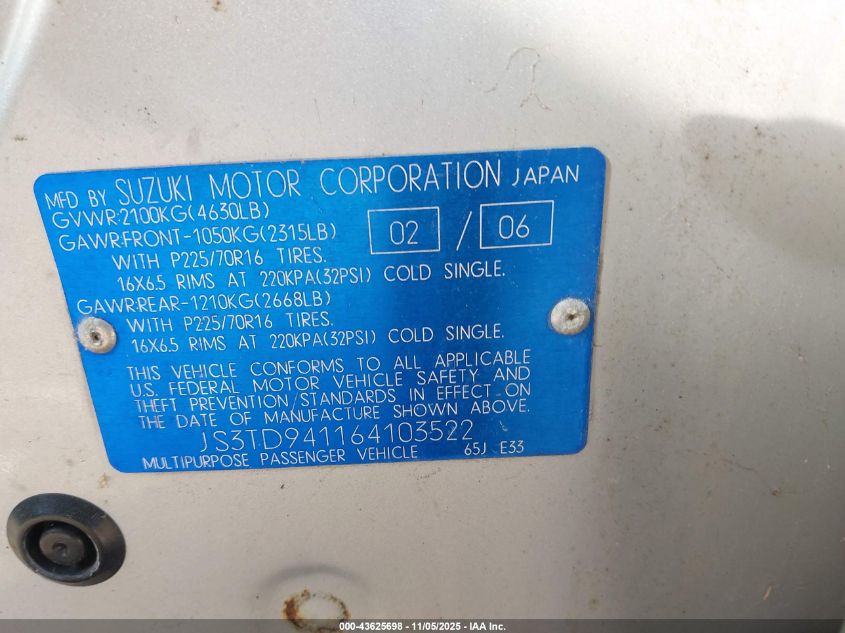 MFD BY SUZUKI MOTOR CORPORATION JAPAN
GVWR:2100KG(4630LB)
GAWR:FRONT-1050KG(2315LB) 02 / 06
WITH P225/70R16 TIRES.
16X6.5 RIMS AT 220KPA(32PSI) COLD SINGLE.
GAWR:REAR-1210KG(2668LB)
WITH P225/70R16 TIRES.
16X6.5 RIMS AT 220KPA(32PSI) COLD SINGLE.
THIS VEHICLE CONFORMS TO ALL APPLICABLE
U.S. FEDERAL MOTOR VEHICLE SAFETY AND
THEFT PREVENTION/STANDARDS IN EFFECT ON
THE DATE OF MANUFACTURE SHOWN ABOVE.
JS3TD941164103522
MULTIPURPOSE PASSENGER VEHICLE 65J E33
000-43625698 - 11/05/2025 - IAA Inc.